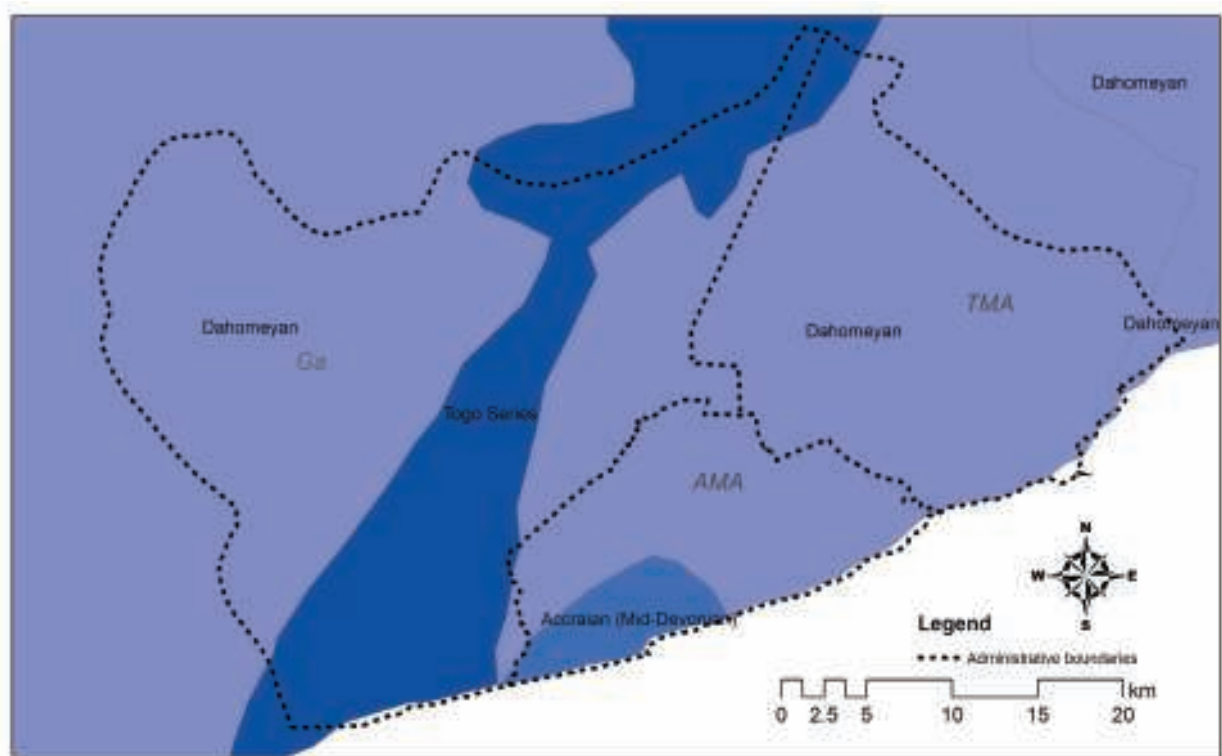 Dahomeyan
TMA
Dahomeyan
Dahomeyan
Dahomeyan
Ga
Togo Series
AMA
Accraian (Mid-Devonian)
N
W E
S
Legend
Administrative boundaries
km
0 2.5 5 10 15 20